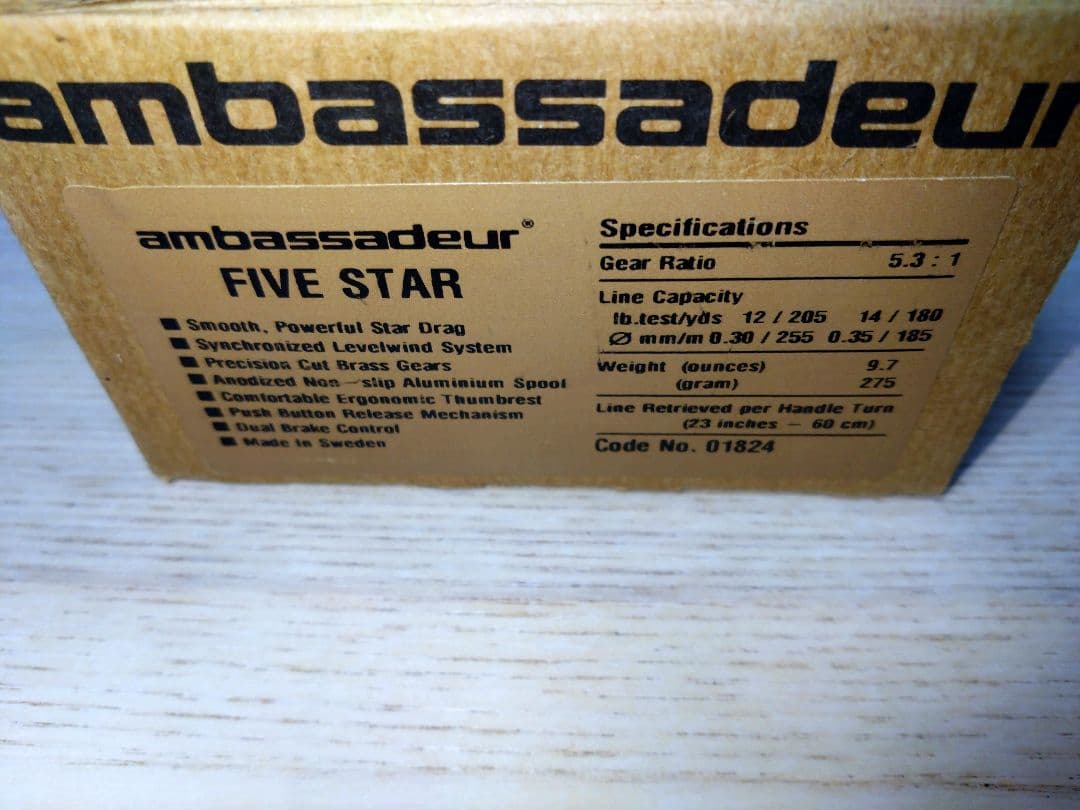 ambassadeur
ambassadeur®
FIVE STAR
■ Smooth, Powerful Star Drag
■ Synchronized Levelwind System
■ Precision Cut Brass Gears
■ Anodized Non-slip Aluminium Spool
■ Comfortable Ergonomic Thumbrest
■ Push Button Release Mechanism
■ Dual Brake Control
■ Made in Sweden
Specifications
Gear Ratio 5.3 : 1
Line Capacity
lb.test/yds 12 / 205 14 / 180
∅ mm/m 0.30 / 255 0.35 / 185
Weight (ounces) 9.7
(gram) 275
Line Retrieved per Handle Turn
(23 inches – 60 cm)
Code No. 01824